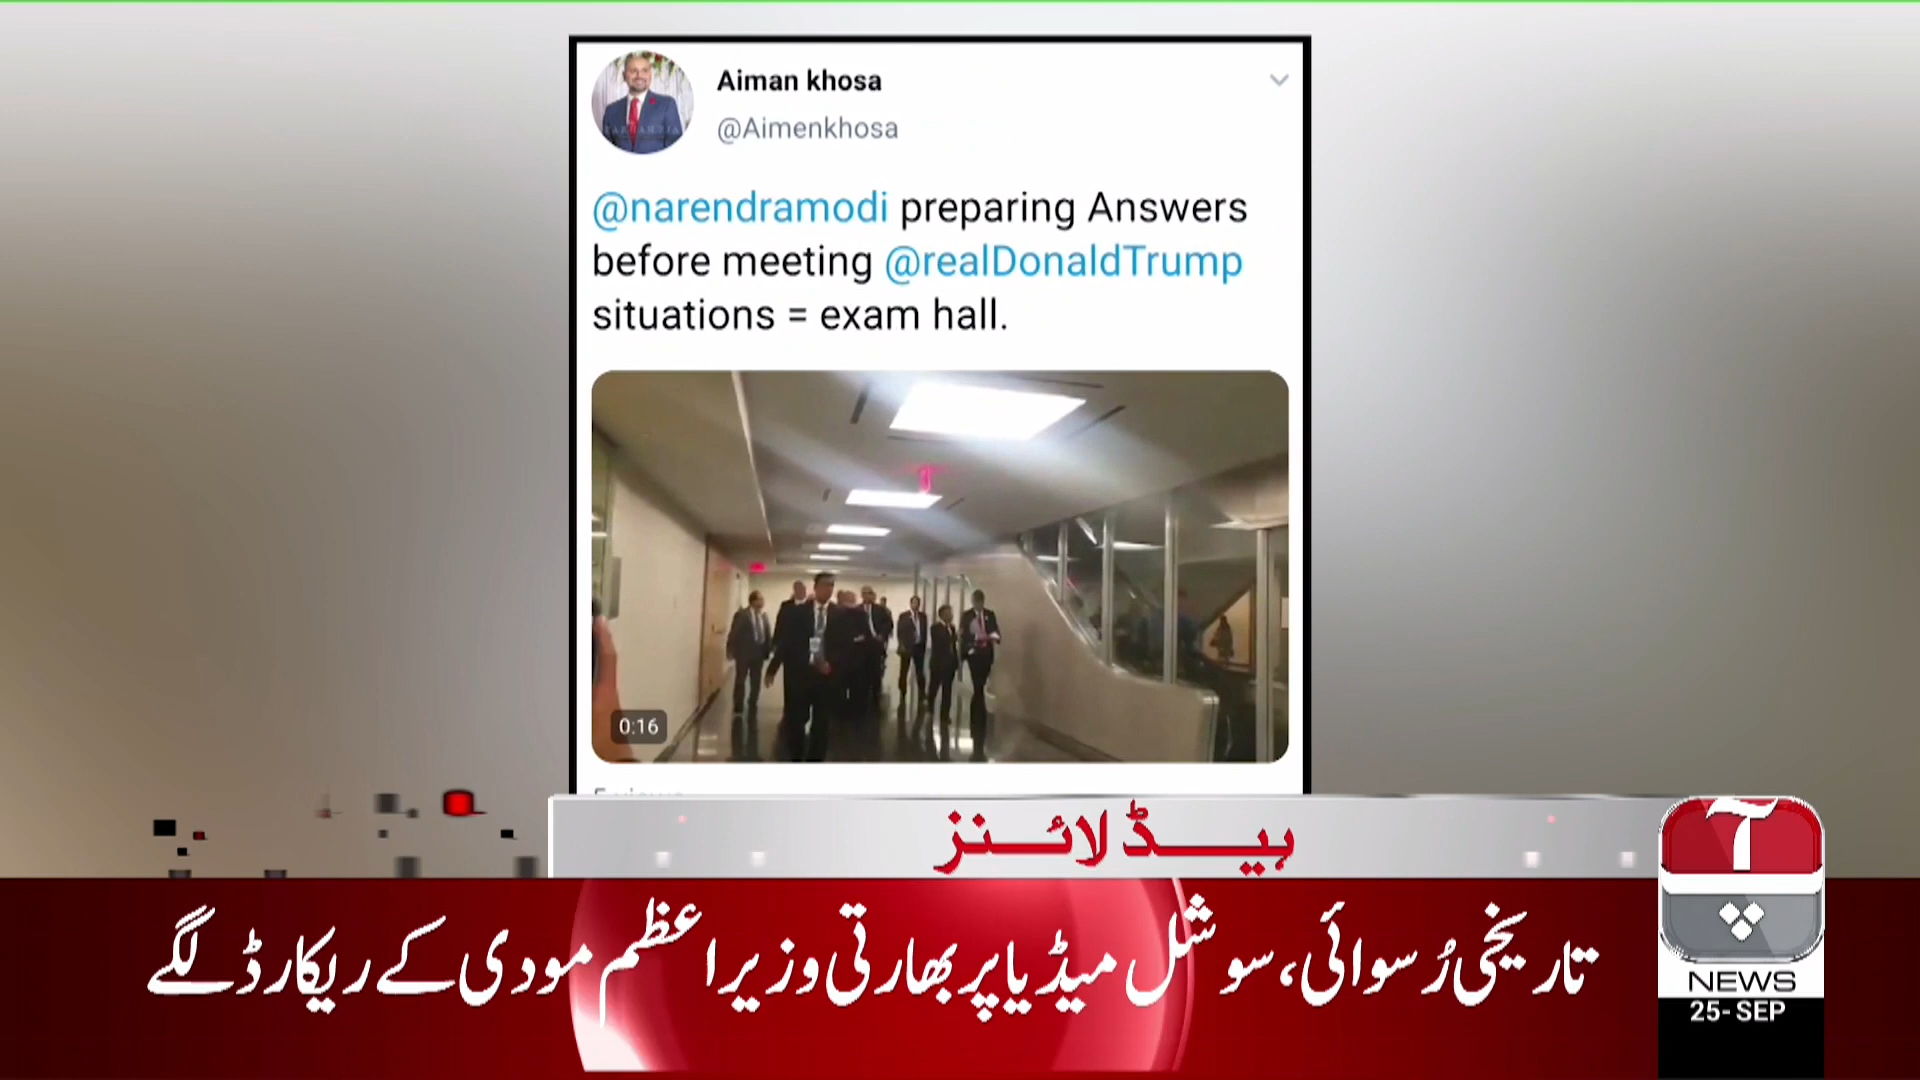 Aiman khosa
@Aimenkhosa
@narendramodi preparing Answers
before meeting @realDonaldTrump
situations = exam hall.
0:16
ہیڈ لائنز
تاریخی رُسوائی، سوشل میڈیا پر بھارتی وزیراعظم مودی کے ریکارڈ لگے
آپ
NEWS
25- SEP